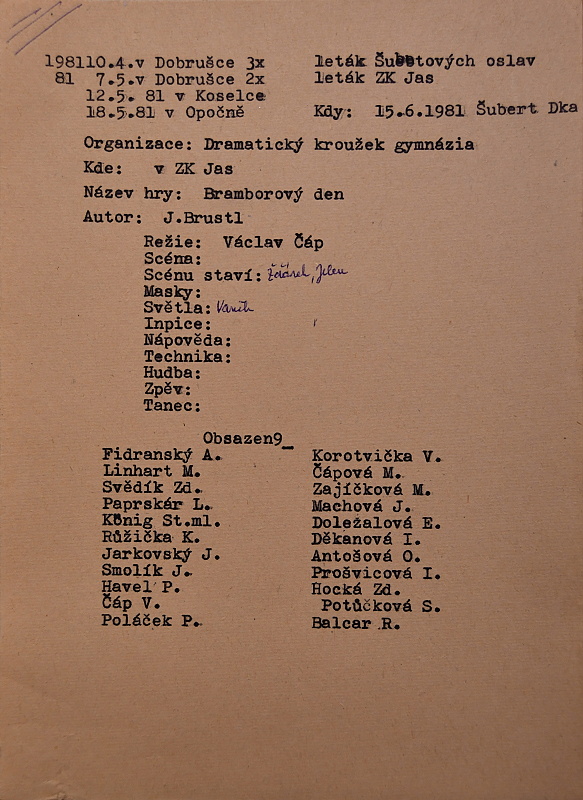 198110.4.v Dobrušce 3x leták Šubrtových oslav
81 7.5.v Dobrušce 2x leták ZK Jas
12.5. 81 v Koselce
18.5.81 v Opočně Kdy: 15.6.1981 Šubert Dka
Organizace: Dramatický kroužek gymnázia
Kde: v ZK Jas
Název hry: Bramborový den
Autor: J.Brustl
Režie: Václav Čáp
Scéna:
Scénu staví: Žďárek, Jelen
Masky:
Světla: Vaněk
Inpice:
Nápověda:
Technika:
Hudba:
Zpěv:
Tanec:
Obsazen9_
Fidranský A. Korotvička V.
Linhart M. Čápová M.
Svědík Zd. Zajíčková M.
Paprskár L. Machová J.
König St.ml. Doležalová E.
Růžička K. Děkanová I.
Jarkovský J. Antošová O.
Smolík J. Prošvicová I.
Havel P. Hocká Zd.
Čáp V. Potůčková S.
Poláček P. Balcar R.